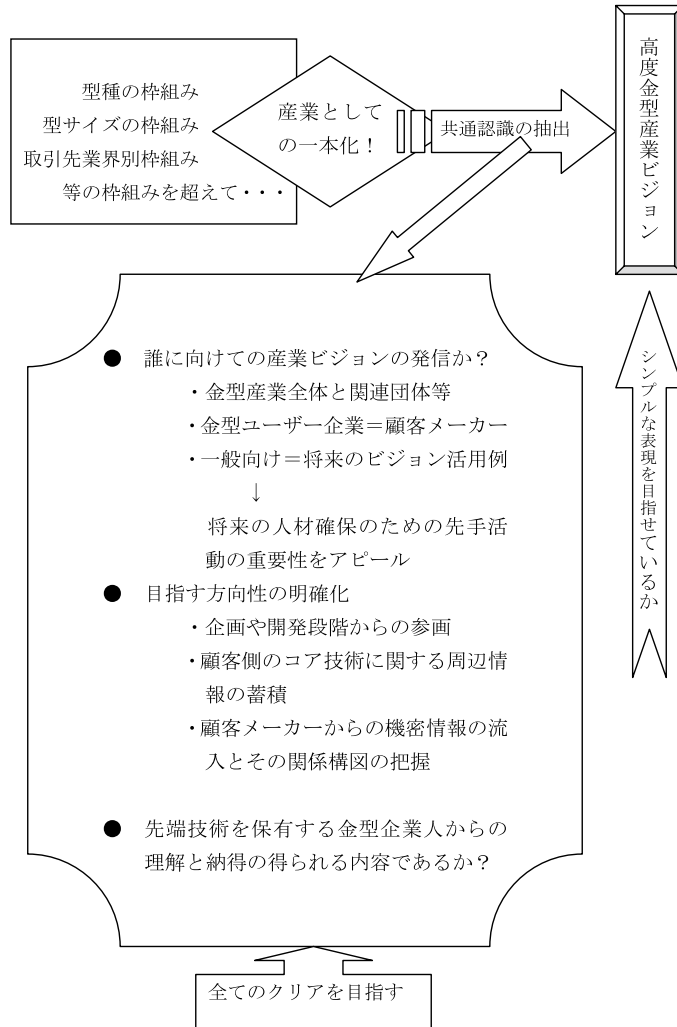 型種の枠組み
型サイズの枠組み
取引先業界別枠組み
等の枠組みを超えて・・・
産業として
の一本化！
共通認識の抽出
高度金型産業ビジョン
● 誰に向けての産業ビジョンの発信か？
・金型産業全体と関連団体等
・金型ユーザー企業＝顧客メーカー
・一般向け＝将来のビジョン活用例
↓
将来の人材確保のための先手活
動の重要性をアピール
● 目指す方向性の明確化
・企画や開発段階からの参画
・顧客側のコア技術に関する周辺情
報の蓄積
・顧客メーカーからの機密情報の流
入とその関係構図の把握
● 先端技術を保有する金型企業人からの
理解と納得の得られる内容であるか？
シンプルな表現を目指せているか
全てのクリアを目指す